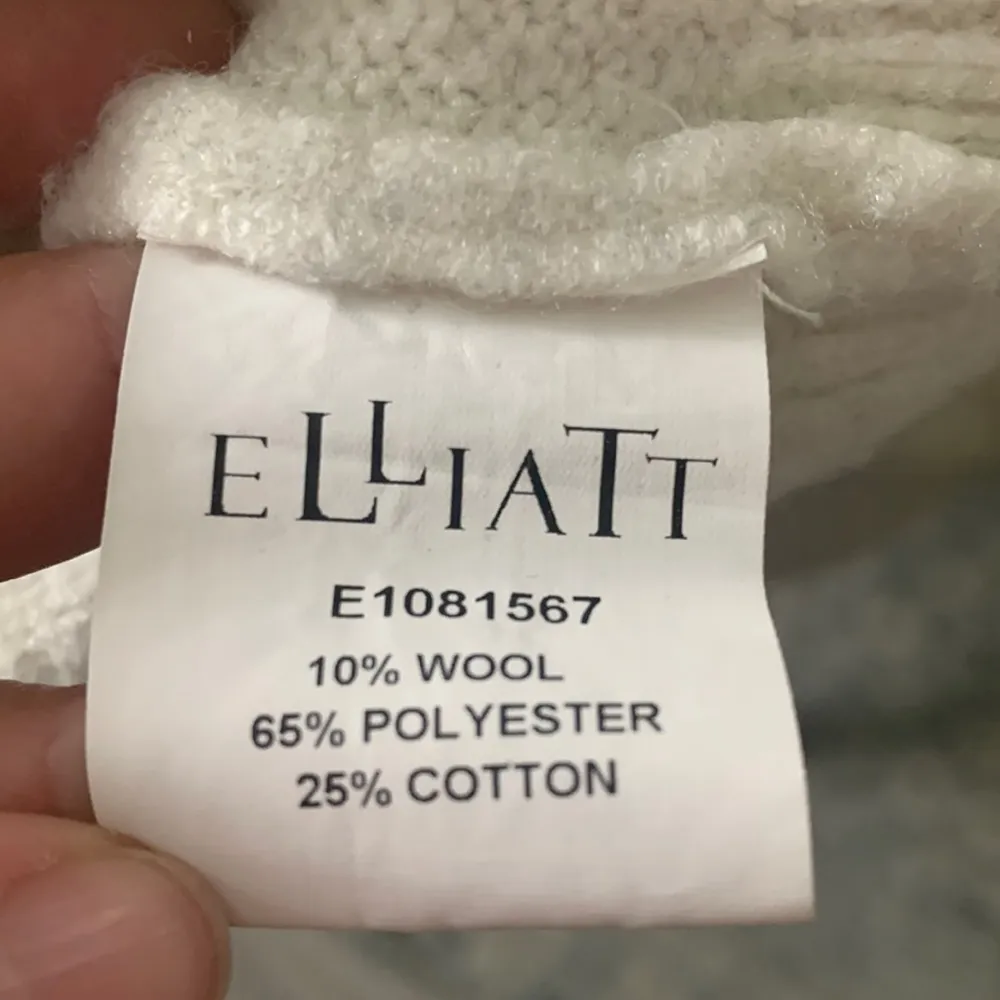 ELLIATT
E1081567
10% WOOL
65% POLYESTER
25% COTTON